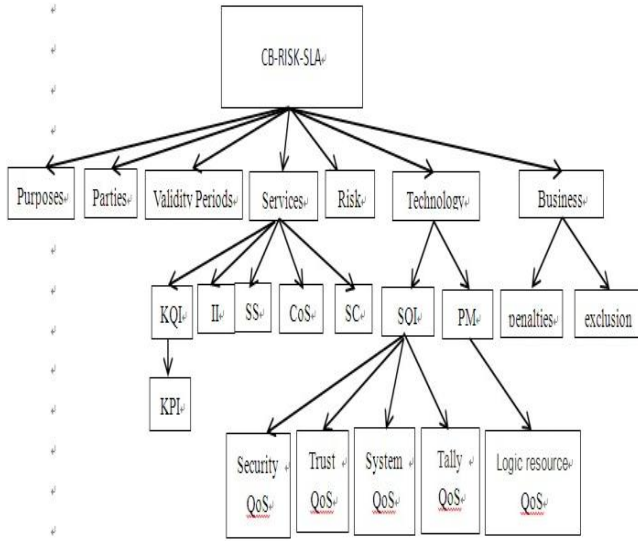 CB-RISK-SLA
Purposes
Parties
Validity Periods
Services
Risk
Technology
Business
KQI
II
SS
CoS
SC
SQI
PM
penalties
exclusion
KPI
Security
QoS
Trust
QoS
System
QoS
Tally
QoS
Logic resource
QoS